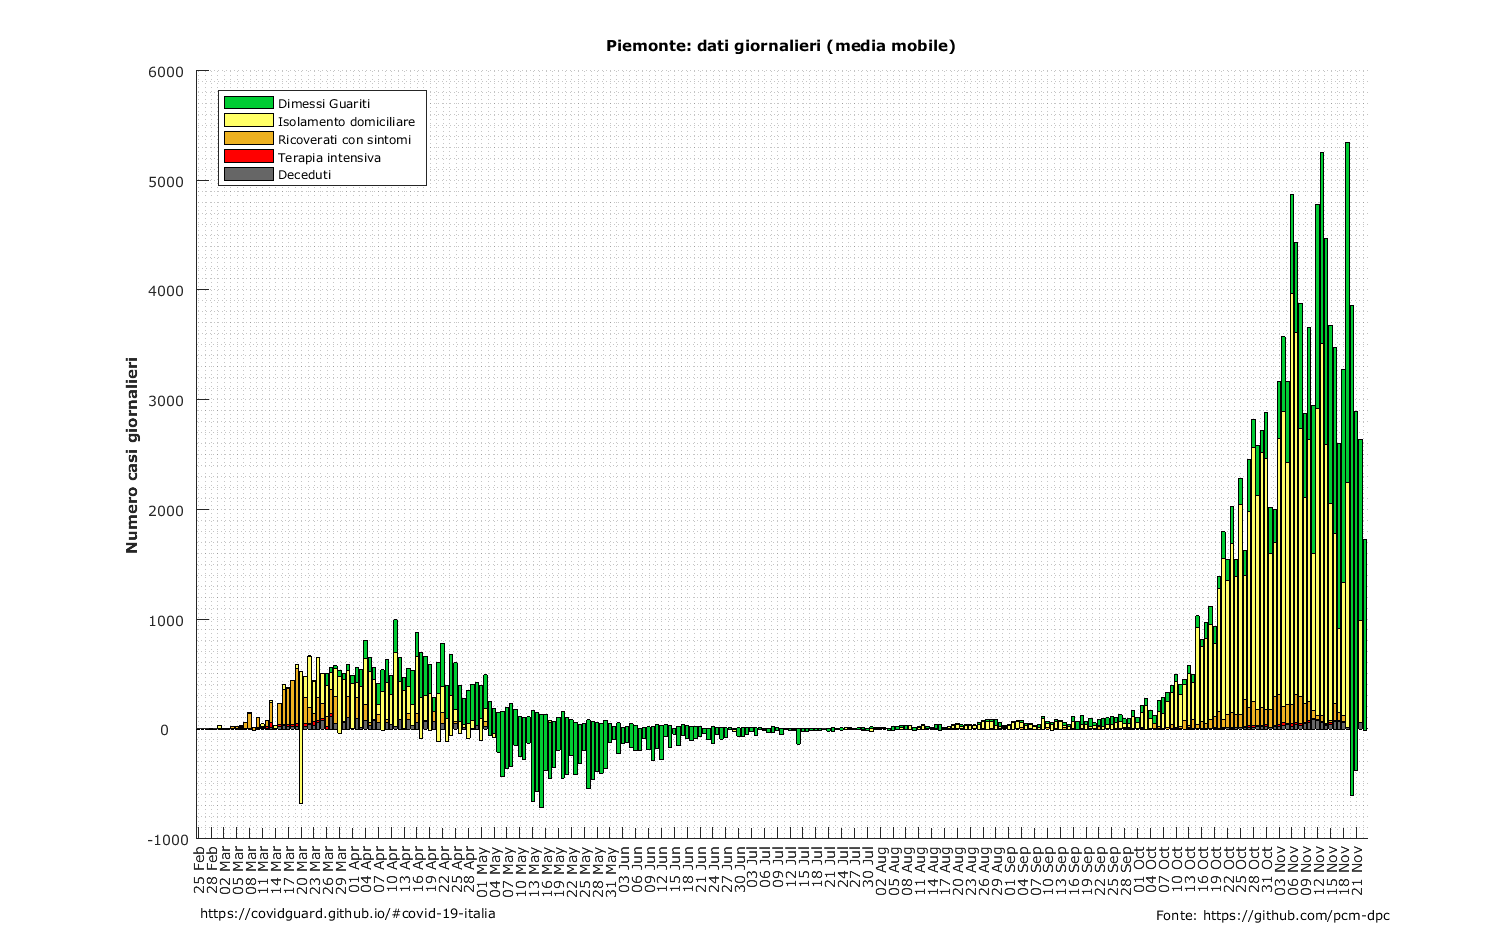 Piemonte: dati giornalieri (media mobile)
6000
5000
4000
3000
2000
1000
0
-1000
Numero casi giornalieri
Dimessi Guariti
Isolamento domiciliare
Ricoverati con sintomi
Terapia intensiva
Deceduti
25 Feb
28 Feb
02 Mar
05 Mar
08 Mar
11 Mar
14 Mar
17 Mar
20 Mar
23 Mar
26 Mar
29 Mar
01 Apr
04 Apr
07 Apr
10 Apr
13 Apr
16 Apr
19 Apr
22 Apr
25 Apr
28 Apr
01 May
04 May
07 May
10 May
13 May
16 May
19 May
22 May
25 May
28 May
31 May
03 Jun
06 Jun
09 Jun
12 Jun
15 Jun
18 Jun
21 Jun
24 Jun
27 Jun
30 Jun
03 Jul
06 Jul
09 Jul
12 Jul
15 Jul
18 Jul
21 Jul
24 Jul
27 Jul
30 Jul
02 Aug
05 Aug
08 Aug
11 Aug
14 Aug
17 Aug
20 Aug
23 Aug
26 Aug
29 Aug
01 Sep
04 Sep
07 Sep
10 Sep
13 Sep
16 Sep
19 Sep
22 Sep
25 Sep
28 Sep
01 Oct
04 Oct
07 Oct
10 Oct
13 Oct
16 Oct
19 Oct
22 Oct
25 Oct
28 Oct
31 Oct
03 Nov
06 Nov
09 Nov
12 Nov
15 Nov
18 Nov
21 Nov
https://covidguard.github.io/#covid-19-italia
Fonte: https://github.com/pcm-dpc